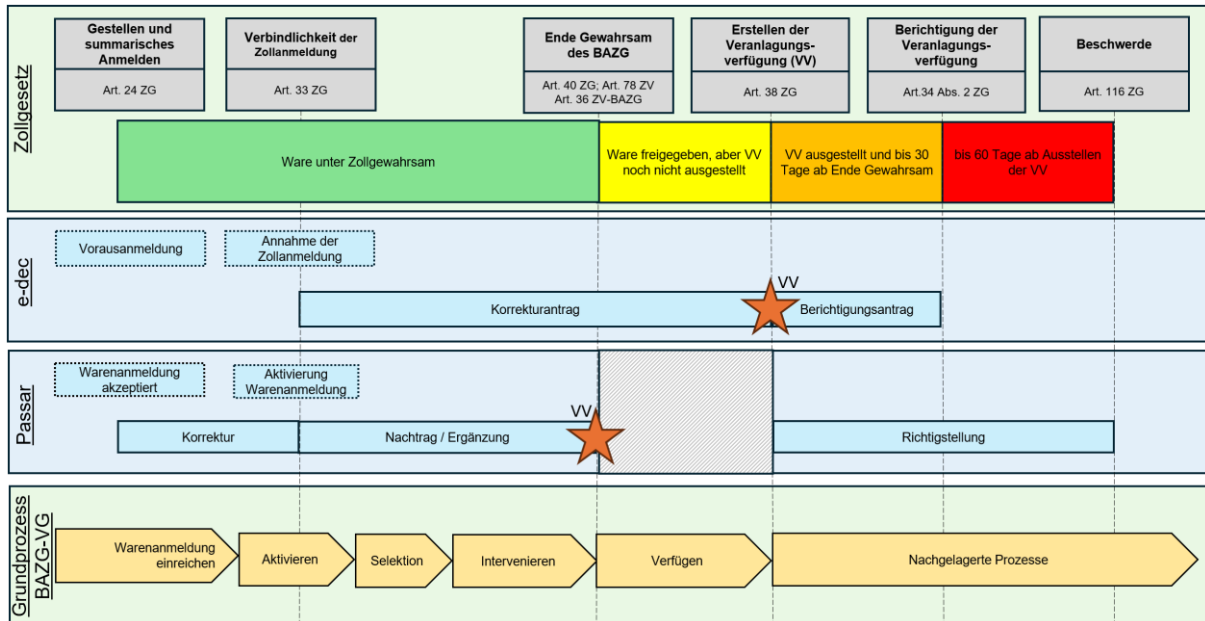 Zollgesetz
Gestellen und
summarisches
Anmelden
Art. 24 ZG
Verbindlichkeit der
Zollanmeldung
Art. 33 ZG
Ende Gewahrsam
des BAZG
Art. 40 ZG; Art. 78 ZV
Art. 36 ZV-BAZG
Erstellen der
Veranlagungs-
verfügung (VV)
Art. 38 ZG
Berichtigung der
Veranlagungs-
verfügung
Art.34 Abs. 2 ZG
Beschwerde
Art. 116 ZG
Ware unter Zollgewahrsam
Ware freigegeben, aber VV
noch nicht ausgestellt
VV ausgestellt und bis 30
Tage ab Ende Gewahrsam
bis 60 Tage ab Ausstellen
der VV
e-dec
Vorausanmeldung
Annahme der
Zollanmeldung
VV
Korrekturantrag
Berichtigungsantrag
Passar
Warenanmeldung
akzeptiert
Aktivierung
Warenanmeldung
VV
Korrektur
Nachtrag / Ergänzung
Richtigstellung
Grundprozess
BAZG-VG
Warenanmeldung
einreichen
Aktivieren
Selektion
Intervenieren
Verfügen
Nachgelagerte Prozesse